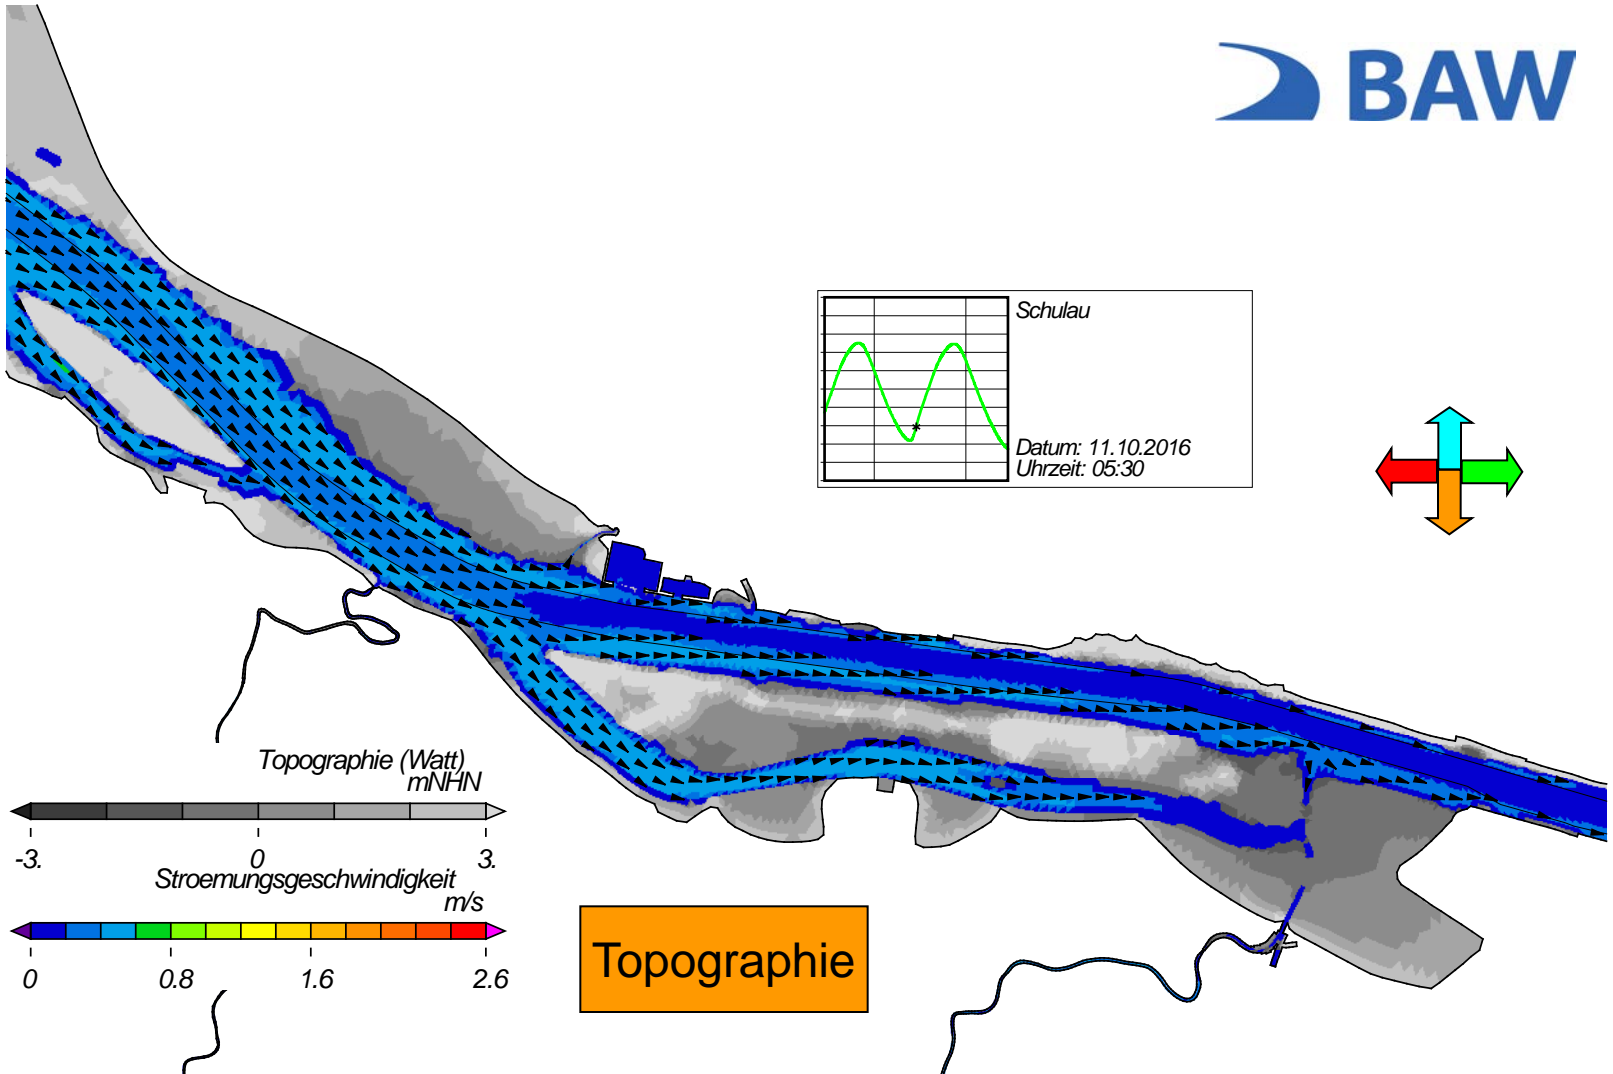 BAW
Schulau
Datum: 11.10.2016
Uhrzeit: 05:30
Topographie (Watt)
mNHN
-3. 0 3.
Stroemungsgeschwindigkeit
m/s
0 0.8 1.6 2.6
Topographie